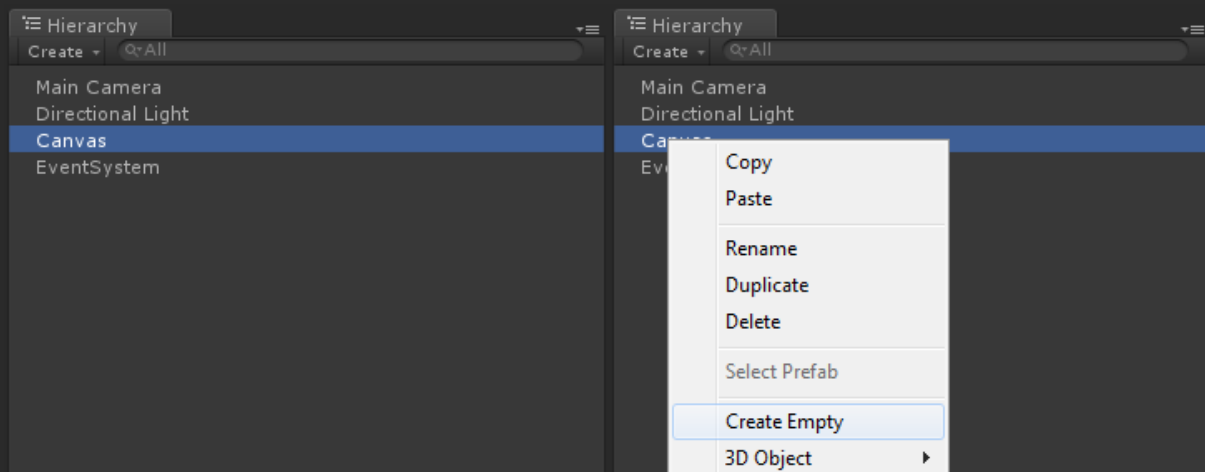 Hierarchy
Create
All
Main Camera
Directional Light
Canvas
EventSystem
Hierarchy
Create
All
Main Camera
Directional Light
Canvas
Copy
Paste
Rename
Duplicate
Delete
Select Prefab
Create Empty
3D Object